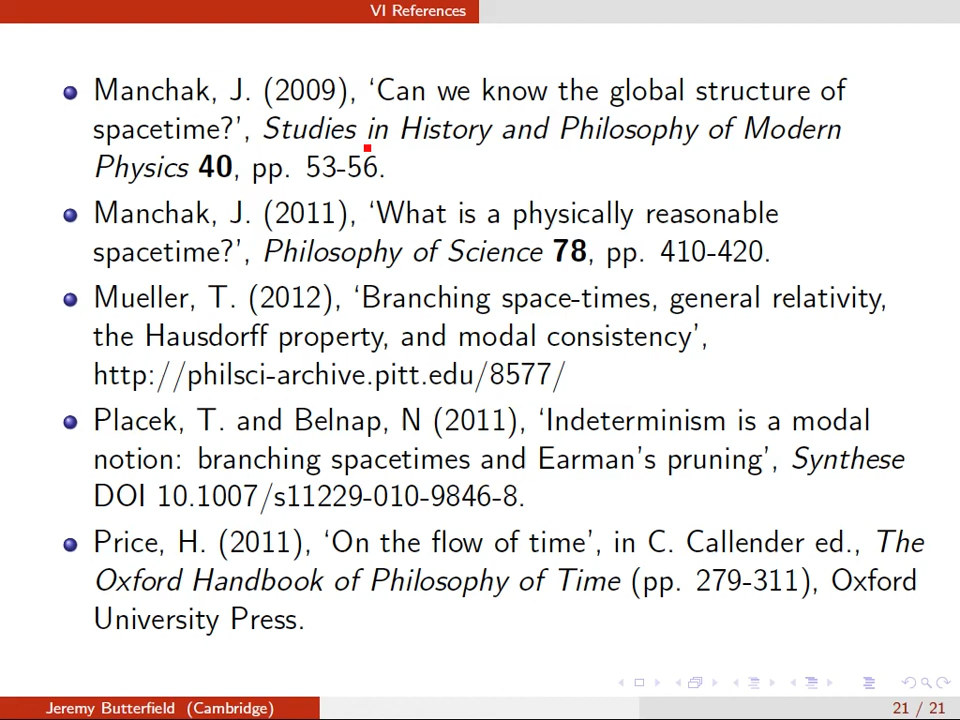 VI References
Manchak, J. (2009), ‘Can we know the global structure of
spacetime?’, Studies in History and Philosophy of Modern
Physics 40, pp. 53-56.
Manchak, J. (2011), ‘What is a physically reasonable
spacetime?’, Philosophy of Science 78, pp. 410-420.
Mueller, T. (2012), ‘Branching space-times, general relativity,
the Hausdorff property, and modal consistency’,
http://philsci-archive.pitt.edu/8577/
Placek, T. and Belnap, N (2011), ‘Indeterminism is a modal
notion: branching spacetimes and Earman’s pruning’, Synthese
DOI 10.1007/s11229-010-9846-8.
Price, H. (2011), ‘On the flow of time’, in C. Callender ed., The
Oxford Handbook of Philosophy of Time (pp. 279-311), Oxford
University Press.
Jeremy Butterfield (Cambridge)
21 / 21